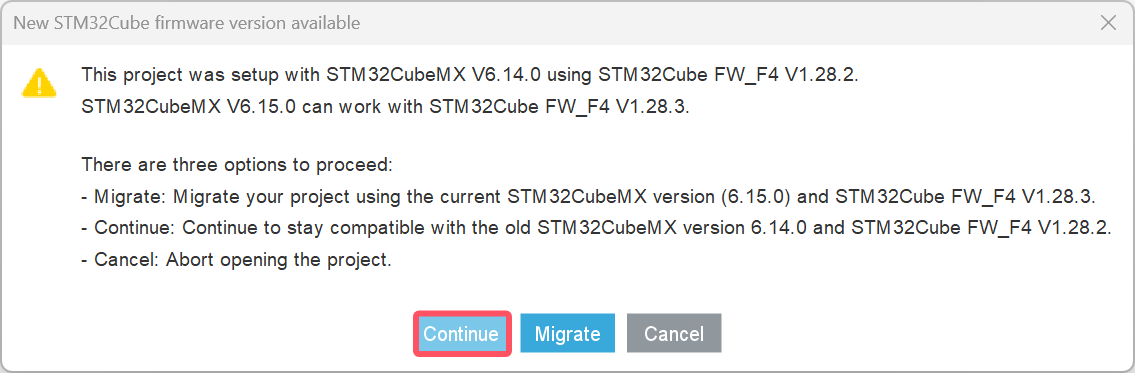 New STM32Cube firmware version available
This project was setup with STM32CubeMX V6.14.0 using STM32Cube FW_F4 V1.28.2.
STM32CubeMX V6.15.0 can work with STM32Cube FW_F4 V1.28.3.
There are three options to proceed:
- Migrate: Migrate your project using the current STM32CubeMX version (6.15.0) and STM32Cube FW_F4 V1.28.3.
- Continue: Continue to stay compatible with the old STM32CubeMX version 6.14.0 and STM32Cube FW_F4 V1.28.2.
- Cancel: Abort opening the project.
Continue Migrate Cancel